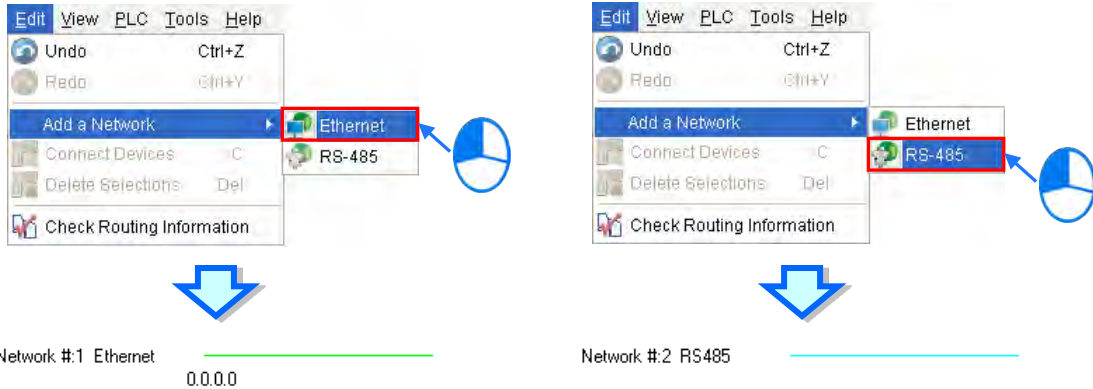 Edit View PLC Tools Help
Undo Ctrl+Z
Redo Ctrl+Y
Add a Network
Ethernet
RS-485
Connect Devices C
Delete Selections Del
Check Routing Information
Network #:1 Ethernet
0.0.0.0
Edit View PLC Tools Help
Undo Ctrl+Z
Redo Ctrl+Y
Add a Network
Ethernet
RS-485
Connect Devices C
Delete Selections Del
Check Routing Information
Network #:2 RS485